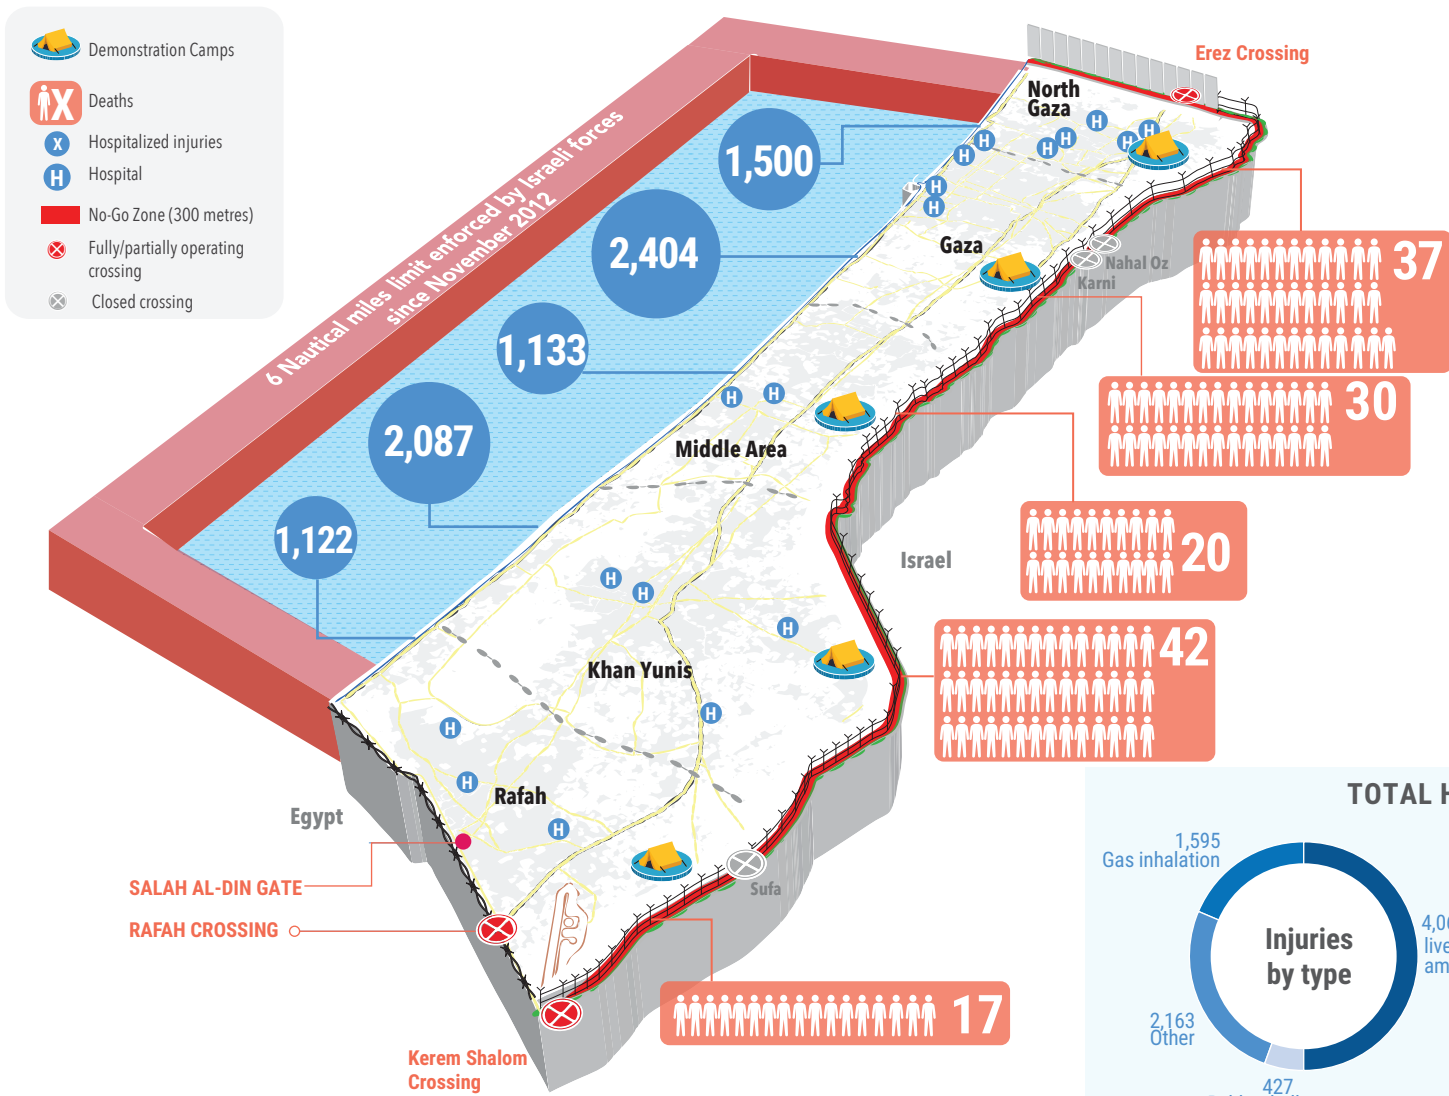 Demonstration Camps
X
Deaths
X
Hospitalized injuries
H
Hospital
No-Go Zone (300 metres)
Fully/partially operating
crossing
Closed crossing
6 Nautical miles limit enforced by Israeli forces
since November 2012
Erez Crossing
North
Gaza
H
H
H
H
H
H
H
H
H
1,500
2,404
1,133
2,087
1,122
Gaza
Nahal Oz
Karni
37
30
H
H
Middle Area
20
Israel
H
H
H
42
Khan Yunis
H
H
H
Rafah
H
Egypt
SALAH AL-DIN GATE
RAFAH CROSSING
Sufa
17
Kerem Shalom
Crossing
TOTAL
1,595
Gas inhalation
Injuries
by type
2,163
Other
427